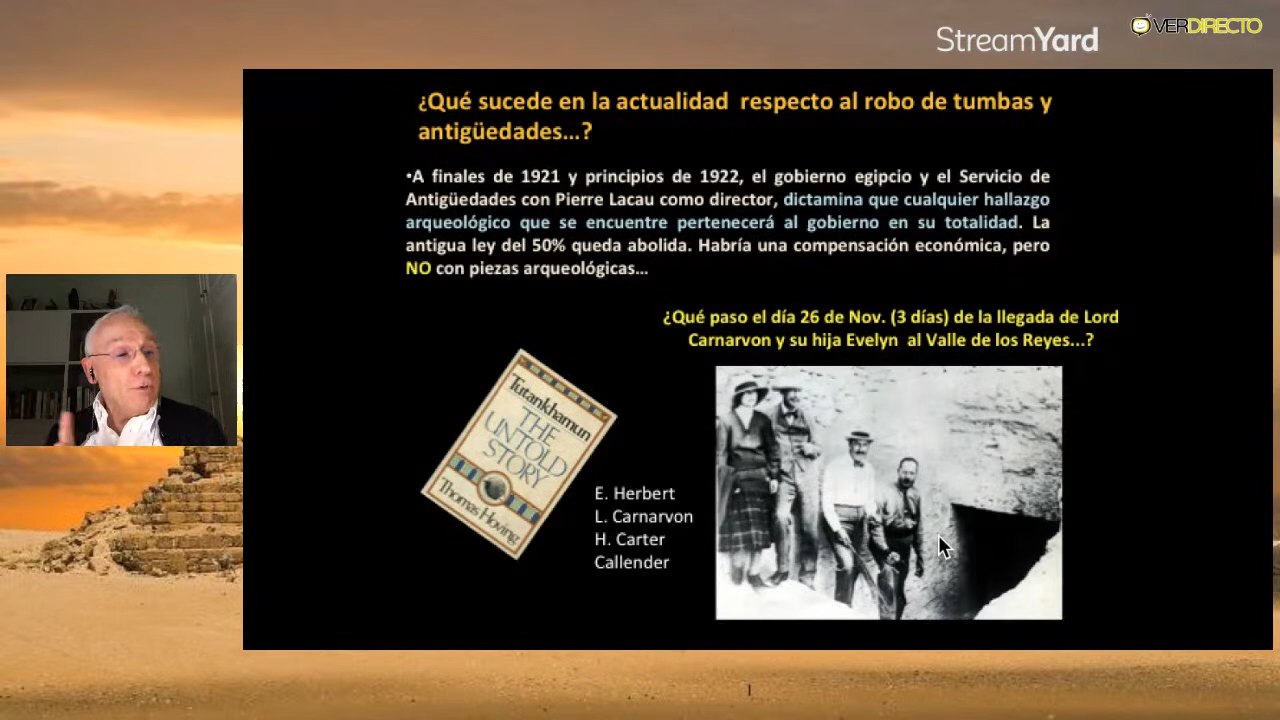 StreamYard
VERDIRECTO
¿Qué sucede en la actualidad respecto al robo de tumbas y
antigüedades...?
•A finales de 1921 y principios de 1922, el gobierno egipcio y el Servicio de
Antigüedades con Pierre Lacau como director, dictamina que cualquier hallazgo
arqueológico que se encuentre pertenecerá al gobierno en su totalidad. La
antigua ley del 50% queda abolida. Habría una compensación económica, pero
NO con piezas arqueológicas...
¿Qué paso el día 26 de Nov. (3 días) de la llegada de Lord
Carnarvon y su hija Evelyn al Valle de los Reyes...?
Tutankhamun
THE
UNTOLD
STORY
Thomas Hoving
E. Herbert
L. Carnarvon
H. Carter
Callender